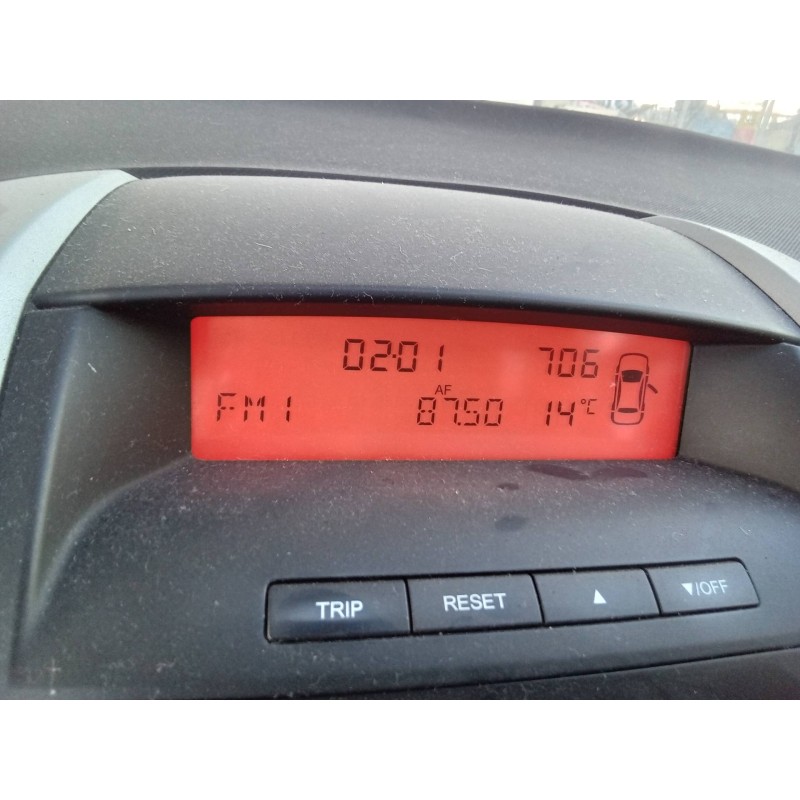 02-01 706
AF
FM1 87.50 14°C
TRIP RESET ▲ ▼/OFF